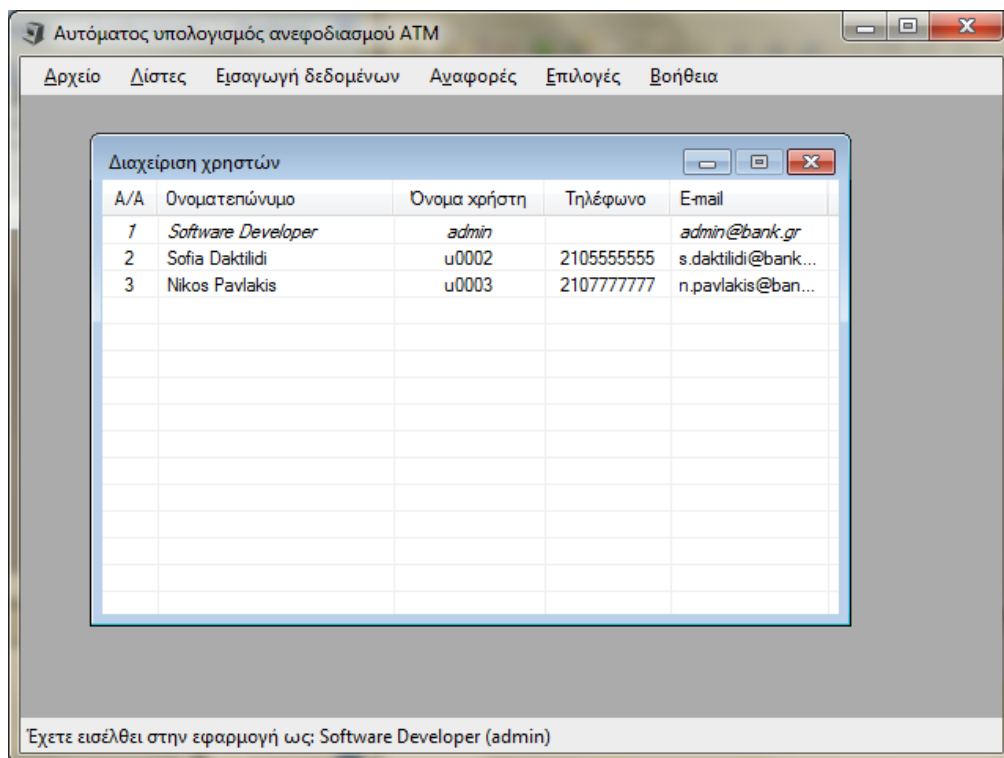 Αυτόματος υπολογισμός ανεφοδιασμού ATM
Αρχείο Λίστες Εισαγωγή δεδομένων Αναφορές Επιλογές Βοήθεια
Διαχείριση χρηστών
Α/Α Ονοματεπώνυμο Όνομα χρήστη Τηλέφωνο E-mail
1 Software Developer admin admin@bank.gr
2 Sofia Daktilidi u0002 2105555555 s.daktilidi@bank...
3 Nikos Pavlakis u0003 2107777777 n.pavlakis@ban...
Έχετε εισέλθει στην εφαρμογή ως: Software Developer (admin)